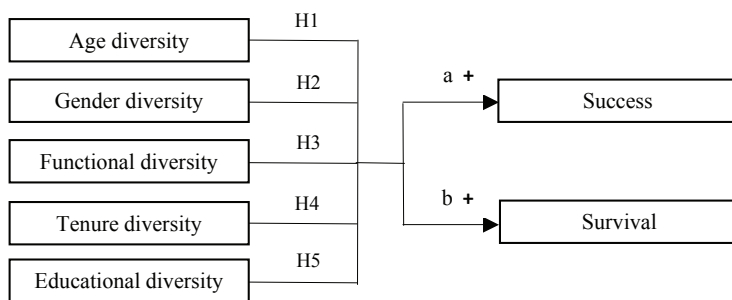 Age diversity
H1
Gender diversity
H2
Functional diversity
H3
Tenure diversity
H4
Educational diversity
H5
a +
Success
b +
Survival